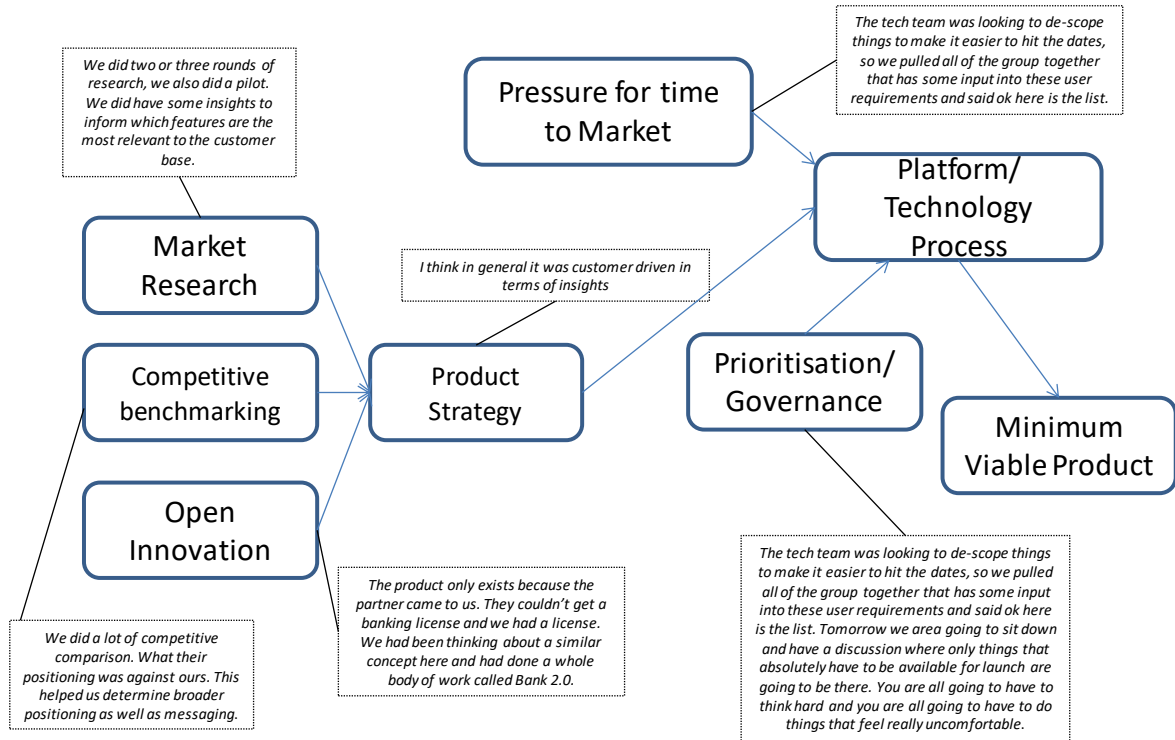 We did two or three rounds of
research, we also did a pilot.
We did have some insights to
inform which features are the
most relevant to the customer
base.
Pressure for time
to Market
The tech team was looking to de-scope
things to make it easier to hit the dates,
so we pulled all of the group together
that has some input into these user
requirements and said ok here is the list.
Market
Research
I think in general it was customer driven in
terms of insights
Platform/
Technology
Process
Competitive
benchmarking
Product
Strategy
Prioritisation/
Governance
Minimum
Viable Product
Open
Innovation
We did a lot of competitive
comparison. What their
positioning was against ours. This
helped us determine broader
positioning as well as messaging.
The product only exists because the
partner came to us. They couldn’t get a
banking license and we had a license.
We had been thinking about a similar
concept here and had done a whole
body of work called Bank 2.0.
The tech team was looking to de-scope things
to make it easier to hit the dates, so we pulled
all of the group together that has some input
into these user requirements and said ok here
is the list. Tomorrow we area going to sit down
and have a discussion where only things that
absolutely have to be available for launch are
going to be there. You are all going to have to
think hard and you are all going to have to do
things that feel really uncomfortable.